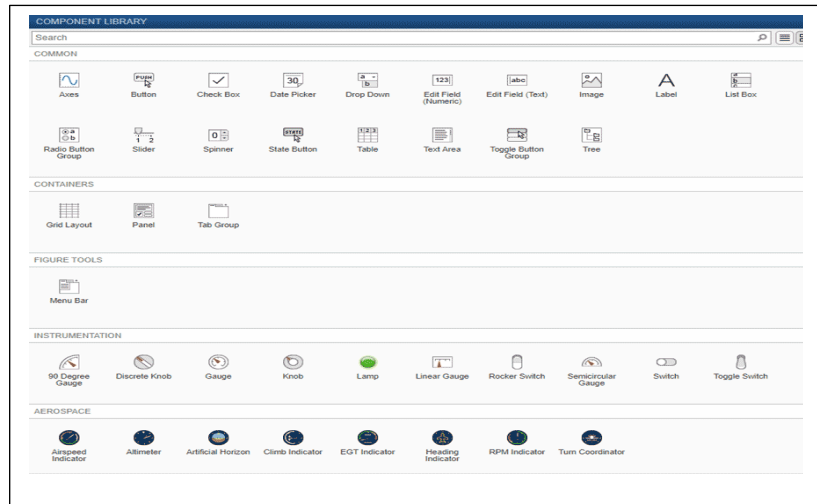 COMPONENT LIBRARY
Search
COMMON
PUSH
30
a
b
123
abc
a
b
Axes
Button
Check Box
Date Picker
Drop Down
Edit Field
(Numeric)
Edit Field (Text)
Image
Label
List Box
a
b
1 2
0
STATE
1 2 3
Radio Button
Group
Slider
Spinner
State Button
Table
Text Area
Toggle Button
Group
Tree
CONTAINERS
Grid Layout
Panel
Tab Group
FIGURE TOOLS
Menu Bar
INSTRUMENTATION
90 Degree
Gauge
Discrete Knob
Gauge
Knob
Lamp
Linear Gauge
Rocker Switch
Semicircular
Gauge
Switch
Toggle Switch
AEROSPACE
Airspeed
Indicator
Altimeter
Artificial Horizon
Climb Indicator
EGT Indicator
Heading
Indicator
RPM Indicator
Turn Coordinator